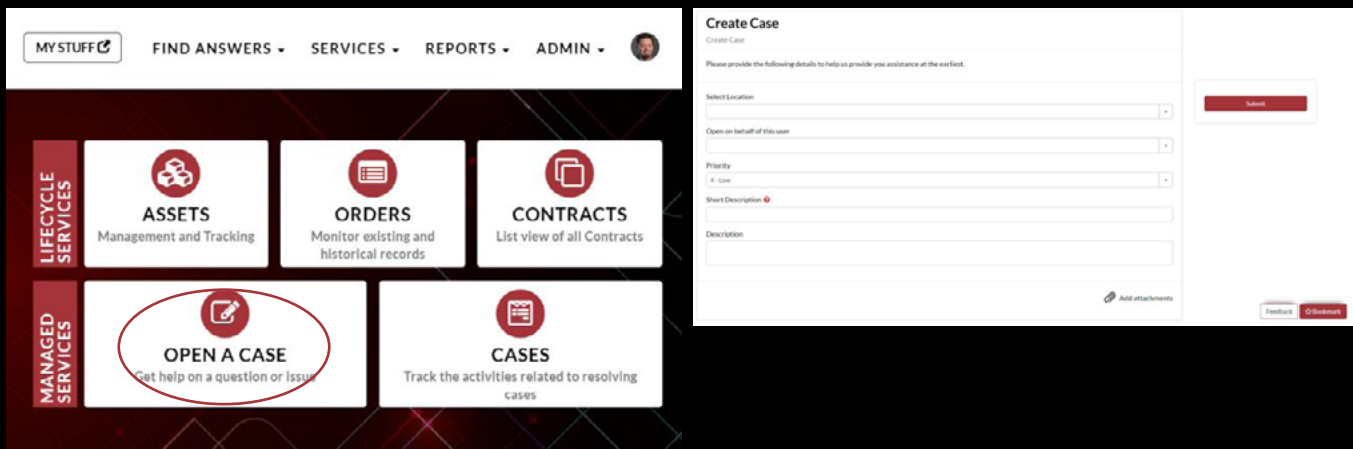 MY STUFF
FIND ANSWERS
SERVICES
REPORTS
ADMIN
LIFECYCLE
SERVICES
ASSETS
Management and Tracking
ORDERS
Monitor existing and
historical records
CONTRACTS
List view of all Contracts
MANAGED
SERVICES
OPEN A CASE
Get help on a question or issue
CASES
Track the activities related to resolving
cases
Create Case
Create Case
Please provide the following details to help us provide you assistance at the earliest.
Select Location
Open on behalf of this user
Priority
4 - Low
Short Description
Description
Add attachments
Submit
Feedback
Bookmark